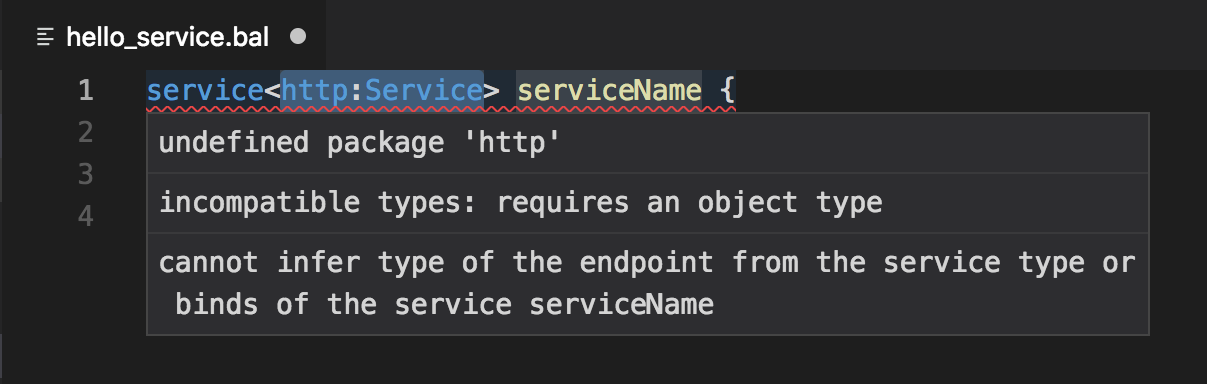 hello_service.bal
1 service<http:Service> serviceName {
2
undefined package 'http'
3
incompatible types: requires an object type
4
cannot infer type of the endpoint from the service type or
binds of the service serviceName